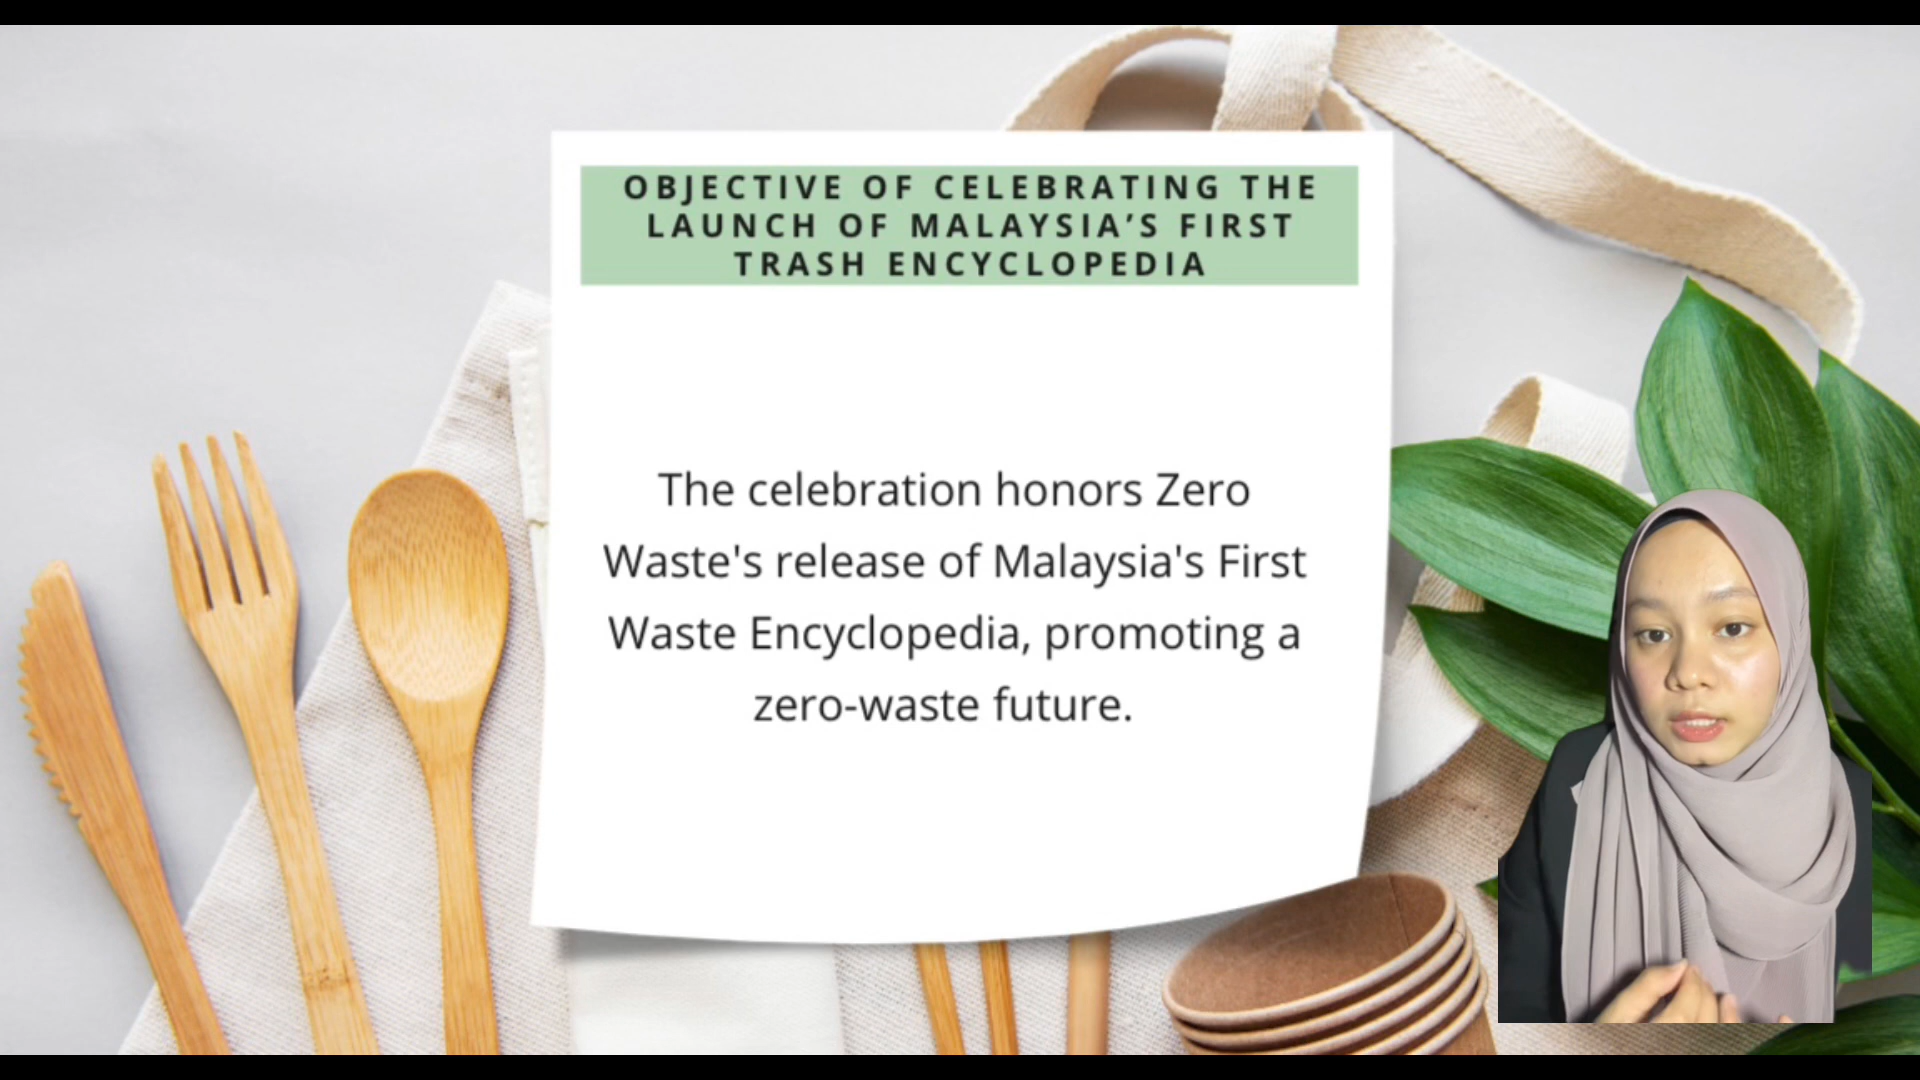 OBJECTIVE OF CELEBRATING THE
LAUNCH OF MALAYSIA’S FIRST
TRASH ENCYCLOPEDIA
The celebration honors Zero
Waste's release of Malaysia's First
Waste Encyclopedia, promoting a
zero-waste future.